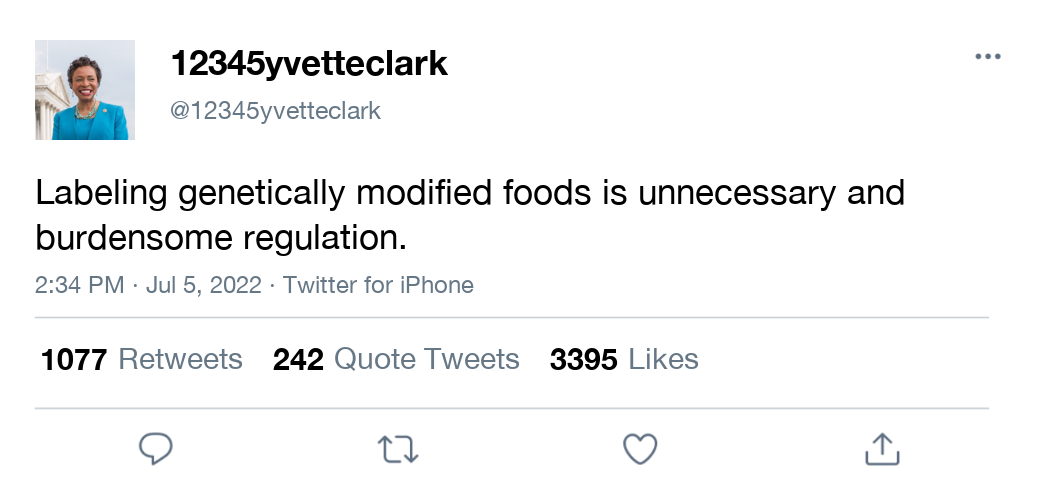 12345yvetteclark
@12345yvetteclark
Labeling genetically modified foods is unnecessary and
burdensome regulation.
2:34 PM · Jul 5, 2022 · Twitter for iPhone
1077 Retweets 242 Quote Tweets 3395 Likes